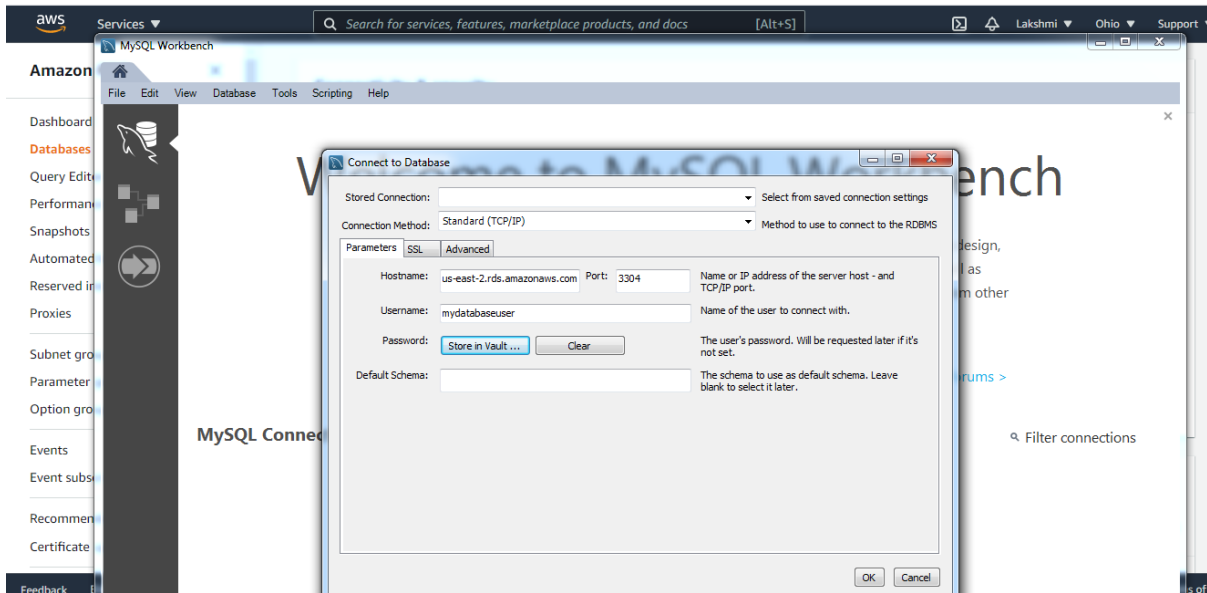 aws Services ▼ Search for services, features, marketplace products, and docs [Alt+S] Lakshmi ▼ Ohio ▼ Support
MySQL Workbench
Amazon
File Edit View Database Tools Scripting Help
Dashboard
Databases
Query Edit
Performan
Snapshots
Automated
Reserved in
Proxies
Subnet gro
Parameter
Option gro
Events
Event subs
Recommen
Certificate
Feedback
Welcome to MySQL Workbench
design,
l as
m other
rums >
MySQL Connec
Filter connections
Connect to Database
Stored Connection: Select from saved connection settings
Connection Method: Standard (TCP/IP) Method to use to connect to the RDBMS
Parameters SSL Advanced
Hostname: us-east-2.rds.amazonaws.com Port: 3304 Name or IP address of the server host - and
TCP/IP port.
Username: mydatabaseuser Name of the user to connect with.
Password: Store in Vault ... Clear The user's password. Will be requested later if it's
not set.
Default Schema: The schema to use as default schema. Leave
blank to select it later.
OK Cancel
s of